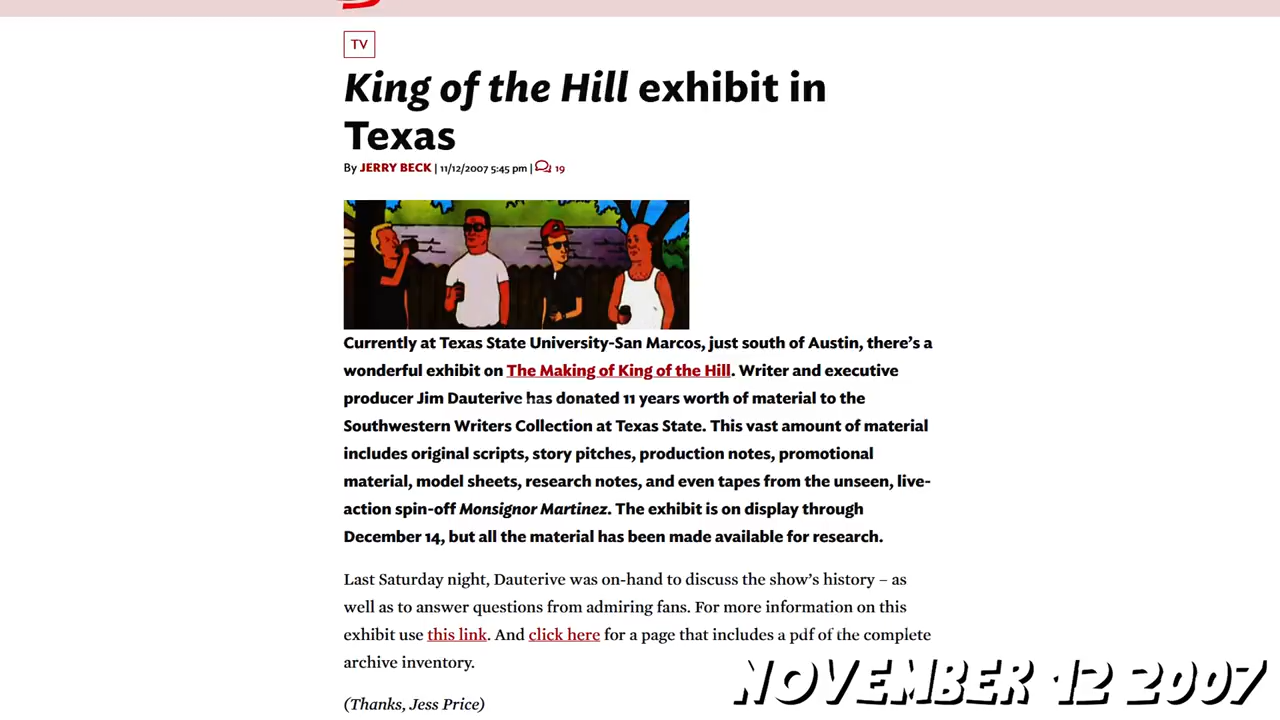 TV
King of the Hill exhibit in
Texas
By JERRY BECK | 11/12/2007 5:45 pm | 19
Currently at Texas State University-San Marcos, just south of Austin, there’s a
wonderful exhibit on The Making of King of the Hill. Writer and executive
producer Jim Dauterive has donated 11 years worth of material to the
Southwestern Writers Collection at Texas State. This vast amount of material
includes original scripts, story pitches, production notes, promotional
material, model sheets, research notes, and even tapes from the unseen, live-
action spin-off Monsignor Martinez. The exhibit is on display through
December 14, but all the material has been made available for research.
Last Saturday night, Dauterive was on-hand to discuss the show’s history – as
well as to answer questions from admiring fans. For more information on this
exhibit use this link. And click here for a page that includes a pdf of the complete
archive inventory.
(Thanks, Jess Price)
NOVEMBER 12 2007